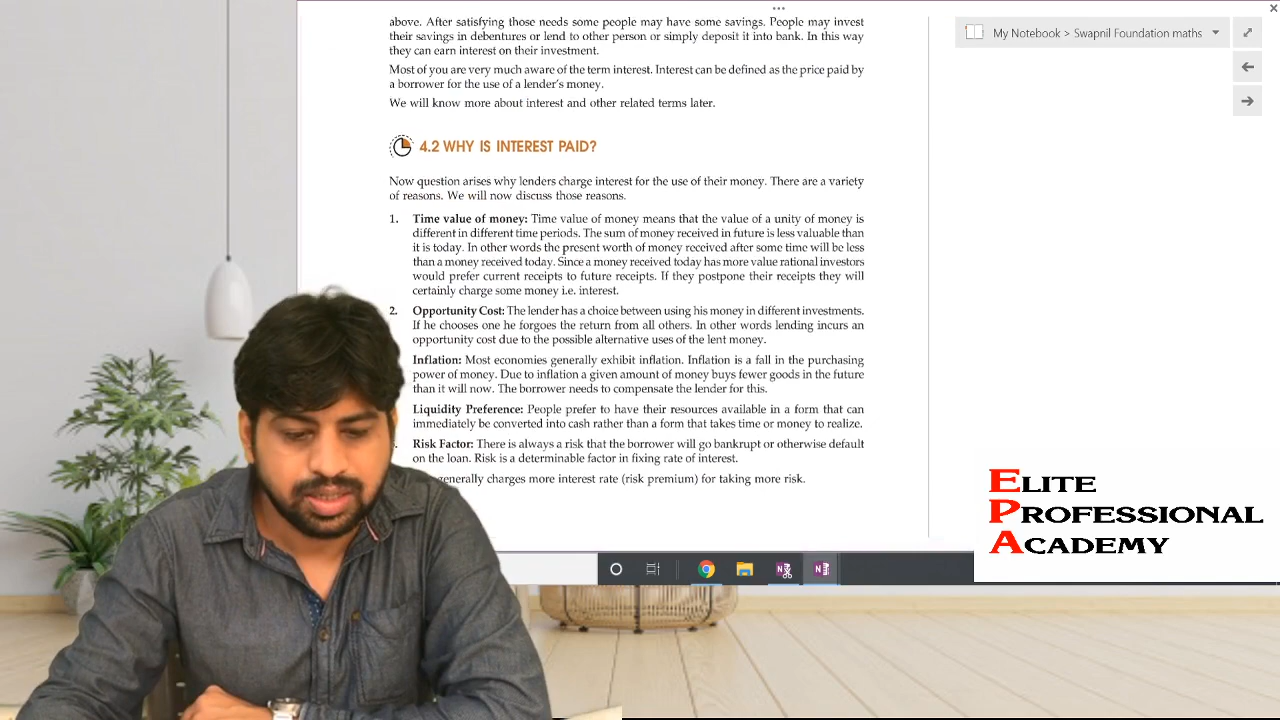 above. After satisfying those needs some people may have some savings. People may invest
their savings in debentures or lend to other person or simply deposit it into bank. In this way
they can earn interest on their investment.
Most of you are very much aware of the term interest. Interest can be defined as the price paid by
a borrower for the use of a lender's money.
We will know more about interest and other related terms later.
4.2 WHY IS INTEREST PAID?
Now question arises why lenders charge interest for the use of their money. There are a variety
of reasons. We will now discuss those reasons.
1. Time value of money: Time value of money means that the value of a unity of money is
different in different time periods. The sum of money received in future is less valuable than
it is today. In other words the present worth of money received after some time will be less
than a money received today. Since a money received today has more value rational investors
would prefer current receipts to future receipts. If they postpone their receipts they will
certainly charge some money i.e. interest.
2. Opportunity Cost: The lender has a choice between using his money in different investments.
If he chooses one he forgoes the return from all others. In other words lending incurs an
opportunity cost due to the possible alternative uses of the lent money.
Inflation: Most economies generally exhibit inflation. Inflation is a fall in the purchasing
power of money. Due to inflation a given amount of money buys fewer goods in the future
than it will now. The borrower needs to compensate the lender for this.
Liquidity Preference: People prefer to have their resources available in a form that can
immediately be converted into cash rather than a form that takes time or money to realize.
Risk Factor: There is always a risk that the borrower will go bankrupt or otherwise default
on the loan. Risk is a determinable factor in fixing rate of interest.
generally charges more interest rate (risk premium) for taking more risk.
My Notebook > Swapnil Foundation maths
ELITE
PROFESSIONAL
ACADEMY